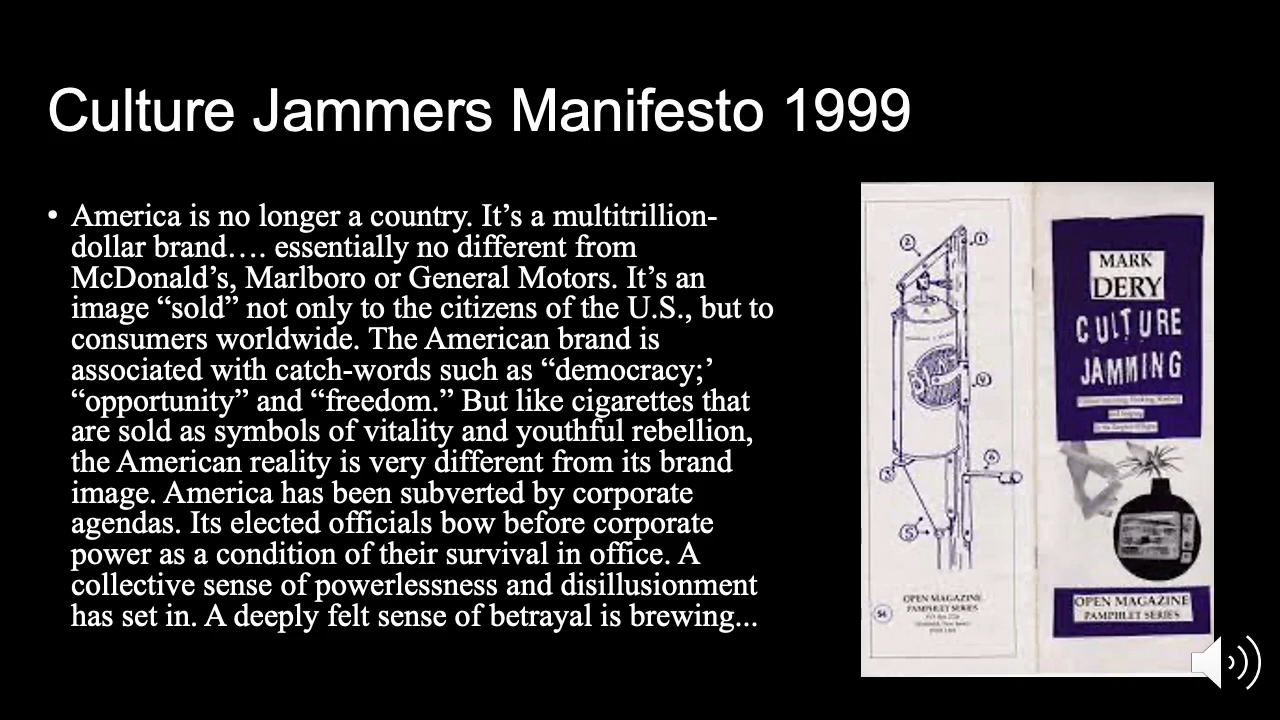 Culture Jammers Manifesto 1999
• America is no longer a country. It’s a multitrillion-
dollar brand…. essentially no different from
McDonald’s, Marlboro or General Motors. It’s an
image “sold” not only to the citizens of the U.S., but to
consumers worldwide. The American brand is
associated with catch-words such as “democracy;’
“opportunity” and “freedom.” But like cigarettes that
are sold as symbols of vitality and youthful rebellion,
the American reality is very different from its brand
image. America has been subverted by corporate
agendas. Its elected officials bow before corporate
power as a condition of their survival in office. A
collective sense of powerlessness and disillusionment
has set in. A deeply felt sense of betrayal is brewing...
2
1
5
OPEN MAGAZINE
PAMPHLET SERIES
MARK
DERY
CULTURE
JAMMING
OPEN MAGAZINE
PAMPHLET SERIES